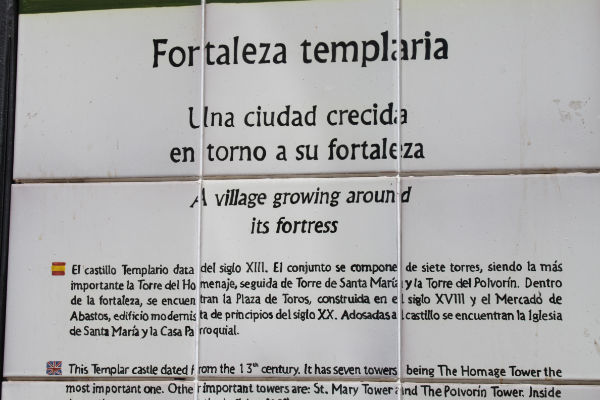 Fortaleza templaria
Una ciudad crecida
en torno a su fortaleza
A village growing around
its fortress
El castillo Templario data del siglo XIII. El conjunto se compone de siete torres, siendo la más
importante la Torre del Homenaje, seguida de Torre de Santa María y la Torre del Polvorín. Dentro
de la fortaleza, se encuentran la Plaza de Toros, construida en el siglo XVIII y el Mercado de
Abastos, edificio modernista de principios del siglo XX. Adosadas al castillo se encuentran la Iglesia
de Santa María y la Casa Parroquial.
This Templar castle dated from the 13th century. It has seven towers being The Homage Tower the
most important one. Other important towers are: St. Mary Tower and The Polvorín Tower. Inside